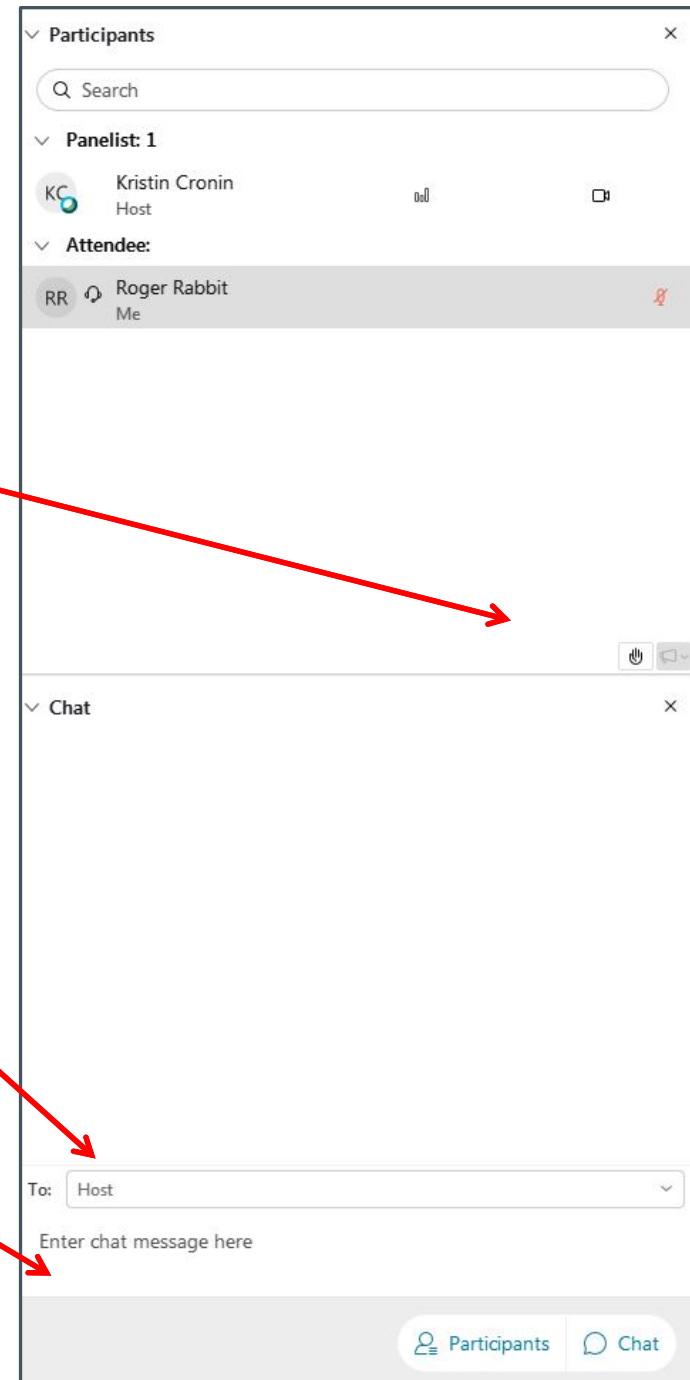 Participants
Search
Panelist: 1
KC
Kristin Cronin
Host
Attendee:
RR
Roger Rabbit
Me
Chat
To: Host
Enter chat message here
Participants Chat